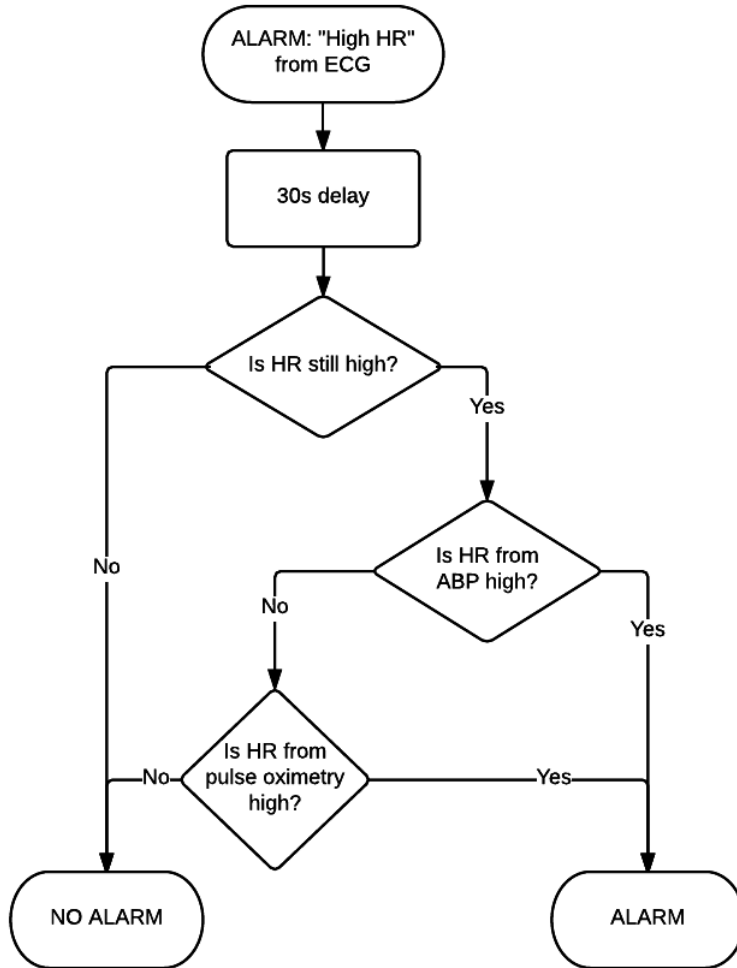 ALARM: "High HR"
from ECG
30s delay
Is HR still high?
Yes
No
Is HR from
ABP high?
No
Yes
Is HR from
pulse oximetry
high?
No
Yes
NO ALARM
ALARM